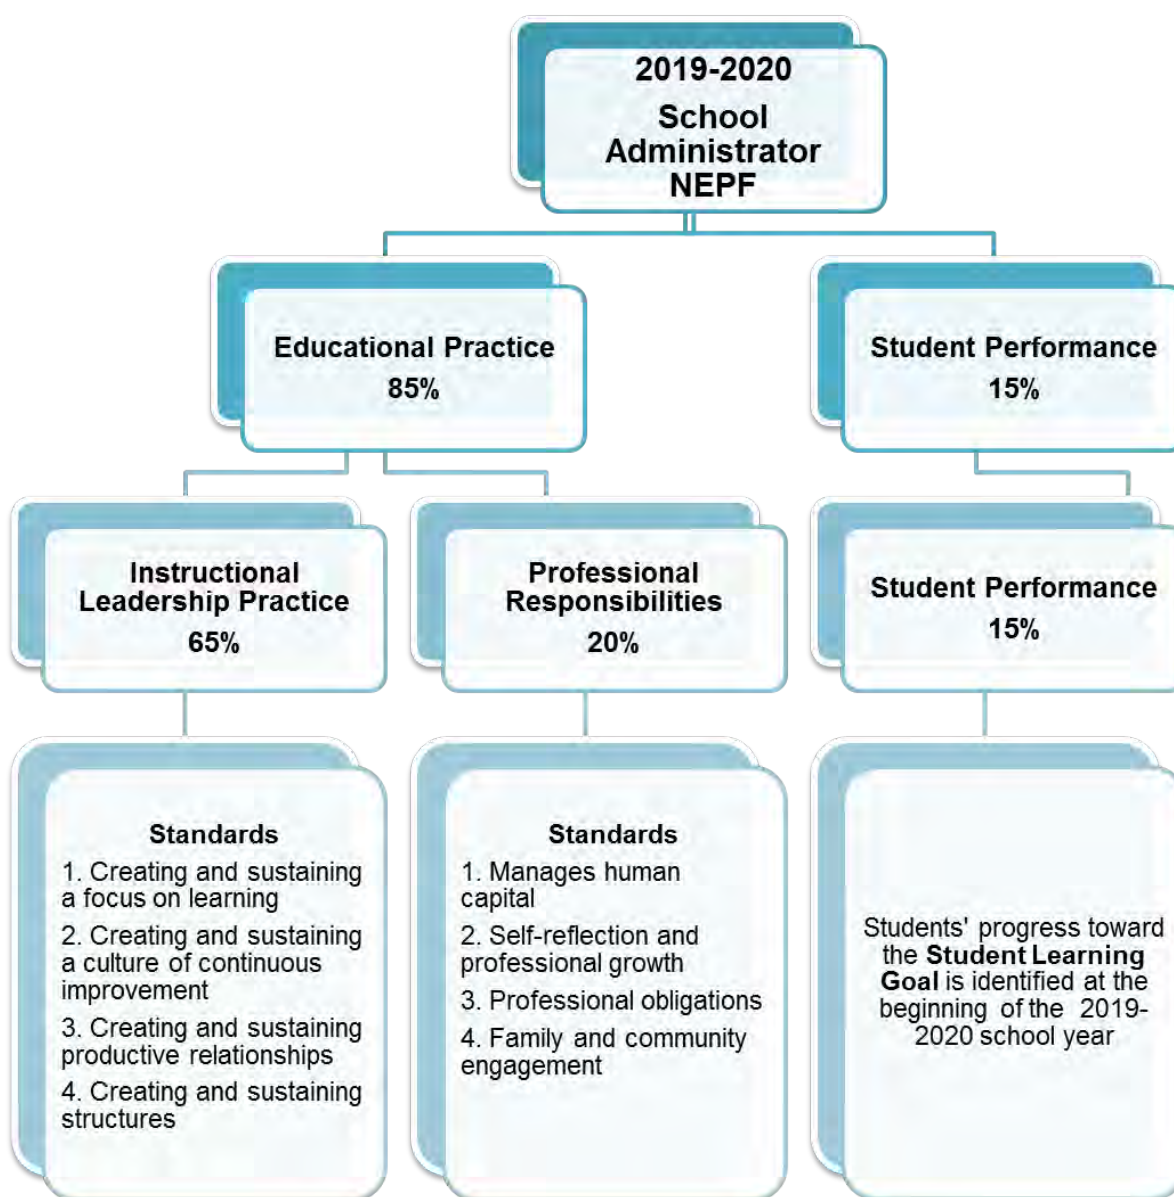 2019-2020
School
Administrator
NEPF
Educational Practice
85%
Student Performance
15%
Instructional
Leadership Practice
65%
Professional
Responsibilities
20%
Student Performance
15%
Standards
1. Creating and sustaining
a focus on learning
2. Creating and sustaining
a culture of continuous
improvement
3. Creating and sustaining
productive relationships
4. Creating and sustaining
structures
Standards
1. Manages human
capital
2. Self-reflection and
professional growth
3. Professional obligations
4. Family and community
engagement
Students' progress toward
the Student Learning
Goal is identified at the
beginning of the 2019-
2020 school year